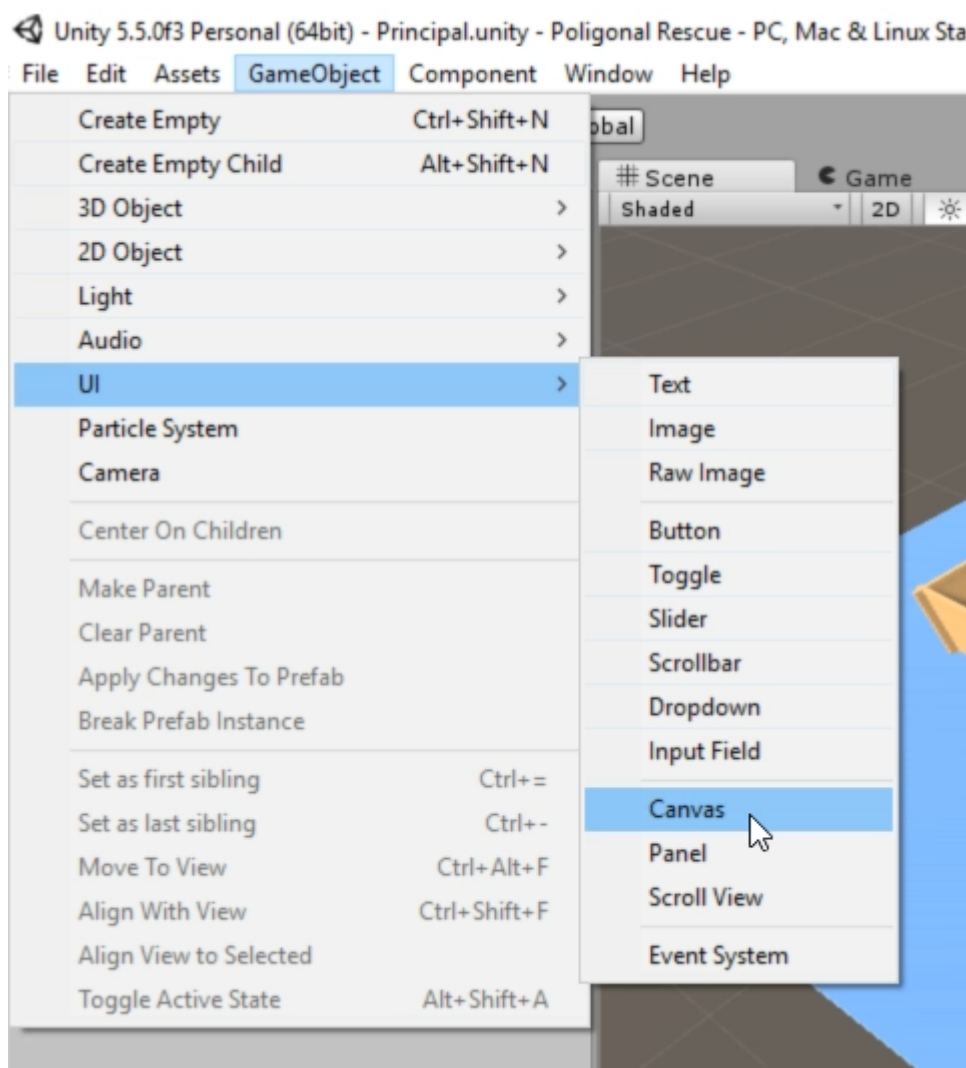 Unity 5.5.0f3 Personal (64bit) - Principal.unity - Poligonal Rescue - PC, Mac & Linux Sta
File Edit Assets GameObject Component Window Help
Create Empty Ctrl+Shift+N
Create Empty Child Alt+Shift+N
3D Object
2D Object
Light
Audio
UI
Particle System
Camera
Center On Children
Make Parent
Clear Parent
Apply Changes To Prefab
Break Prefab Instance
Set as first sibling Ctrl+=
Set as last sibling Ctrl+-
Move To View Ctrl+Alt+F
Align With View Ctrl+Shift+F
Align View to Selected
Toggle Active State Alt+Shift+A
obal
Scene Game
Shaded 2D
Text
Image
Raw Image
Button
Toggle
Slider
Scrollbar
Dropdown
Input Field
Canvas
Panel
Scroll View
Event System